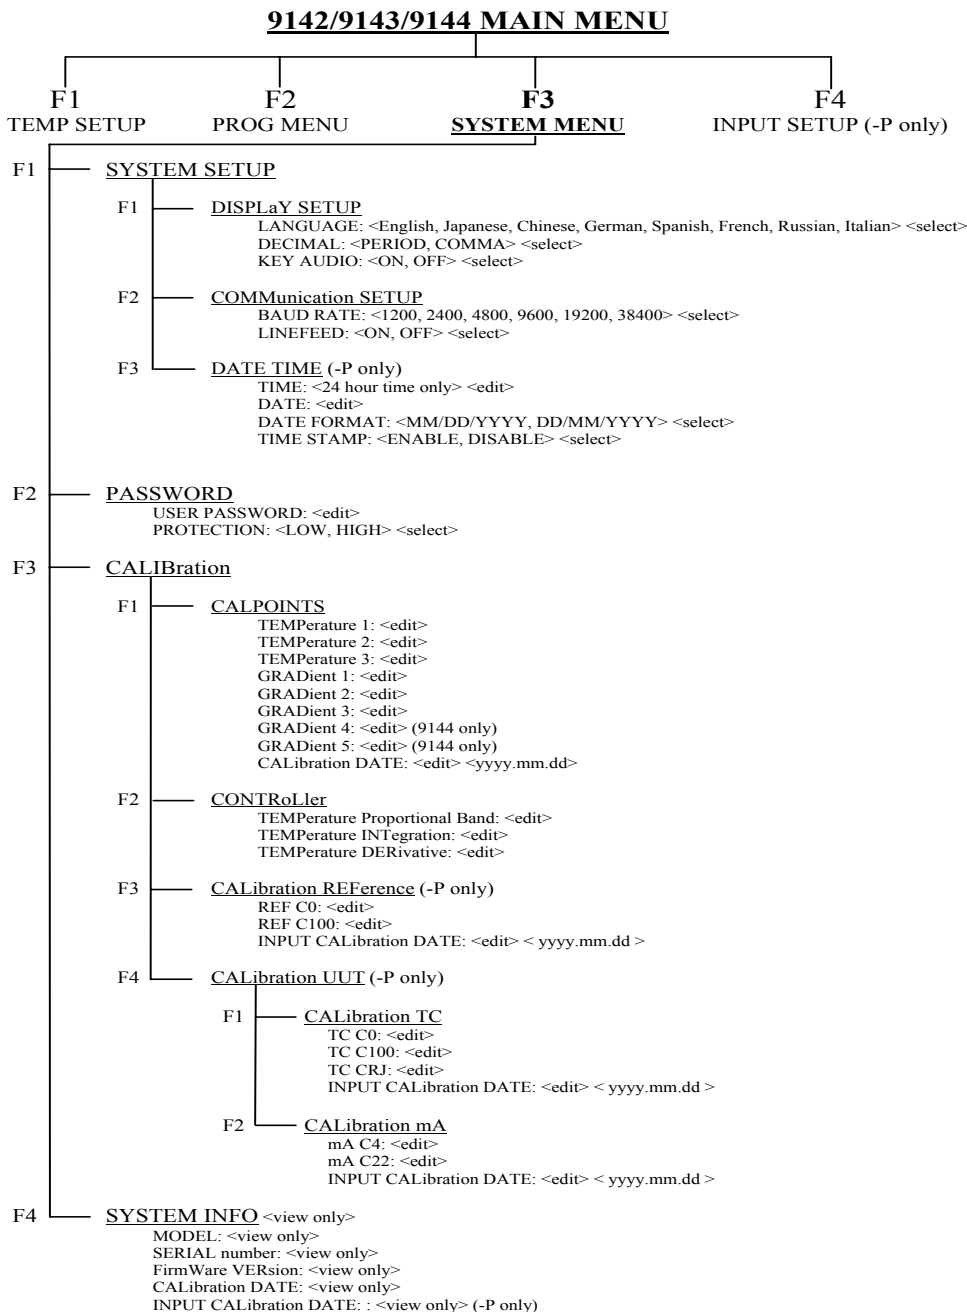 9142/9143/9144 MAIN MENU
F1 F2 F3 F4
TEMP SETUP PROG MENU SYSTEM MENU INPUT SETUP (-P only)
F1 SYSTEM SETUP
F1 DISPLaY SETUP
LANGUAGE: <English, Japanese, Chinese, German, Spanish, French, Russian, Italian> <select>
DECIMAL: <PERIOD, COMMA> <select>
KEY AUDIO: <ON, OFF> <select>
F2 COMMunication SETUP
BAUD RATE: <1200, 2400, 4800, 9600, 19200, 38400> <select>
LINEFEED: <ON, OFF> <select>
F3 DATE TIME (-P only)
TIME: <24 hour time only> <edit>
DATE: <edit>
DATE FORMAT: <MM/DD/YYYY, DD/MM/YYYY> <select>
TIME STAMP: <ENABLE, DISABLE> <select>
F2 PASSWORD
USER PASSWORD: <edit>
PROTECTION: <LOW, HIGH> <select>
F3 CALIBration
F1 CALPOINTS
TEMPerature 1: <edit>
TEMPerature 2: <edit>
TEMPerature 3: <edit>
GRADient 1: <edit>
GRADient 2: <edit>
GRADient 3: <edit>
GRADient 4: <edit> (9144 only)
GRADient 5: <edit> (9144 only)
CALibration DATE: <edit> <yyyy.mm.dd>
F2 CONTRoLler
TEMPerature Proportional Band: <edit>
TEMPerature INTegration: <edit>
TEMPerature DERivative: <edit>
F3 CALibration REFerence (-P only)
REF C0: <edit>
REF C100: <edit>
INPUT CALibration DATE: <edit> < yyyy.mm.dd >
F4 CALibration UUT (-P only)
F1 CALibration TC
TC C0: <edit>
TC C100: <edit>
TC CRJ: <edit>
INPUT CALibration DATE: <edit> < yyyy.mm.dd >
F2 CALibration mA
mA C4: <edit>
mA C22: <edit>
INPUT CALibration DATE: <edit> < yyyy.mm.dd >
F4 SYSTEM INFO <view only>
MODEL: <view only>
SERIAL number: <view only>
FirmWare VERsion: <view only>
CALibration DATE: <view only>
INPUT CALibration DATE: : <view only> (-P only)